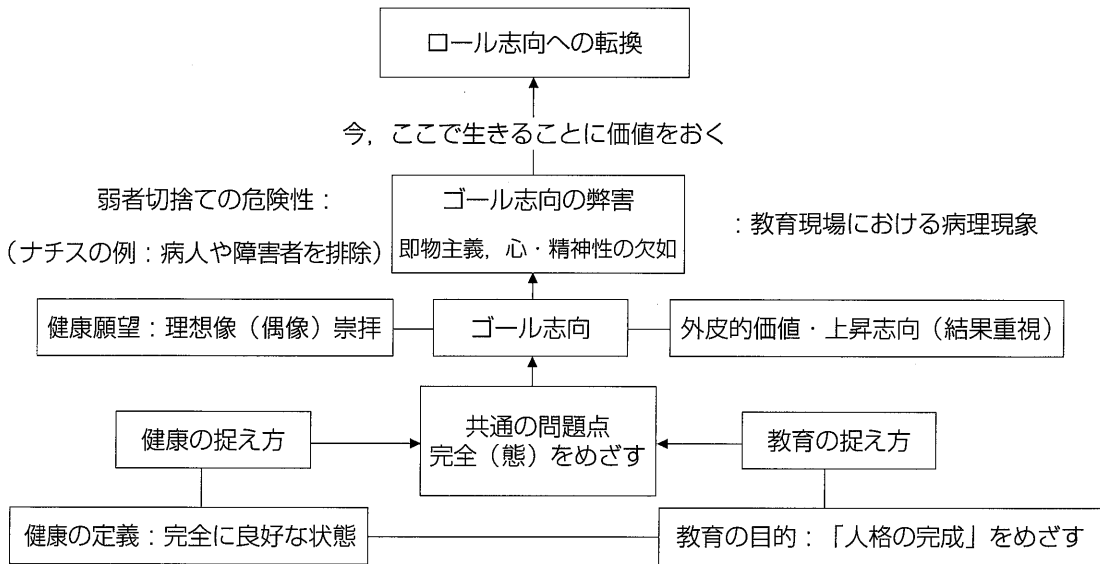 ロール志向への転換
今,ここで生きることに価値をおく
弱者切捨ての危険性:
(ナチスの例:病人や障害者を排除)
ゴール志向の弊害
即物主義,心・精神性の欠如
:教育現場における病理現象
健康願望:理想像(偶像)崇拝
ゴール志向
外皮的価値・上昇志向(結果重視)
健康の捉え方
共通の問題点
完全(態)をめざす
教育の捉え方
健康の定義:完全に良好な状態
教育の目的:「人格の完成」をめざす